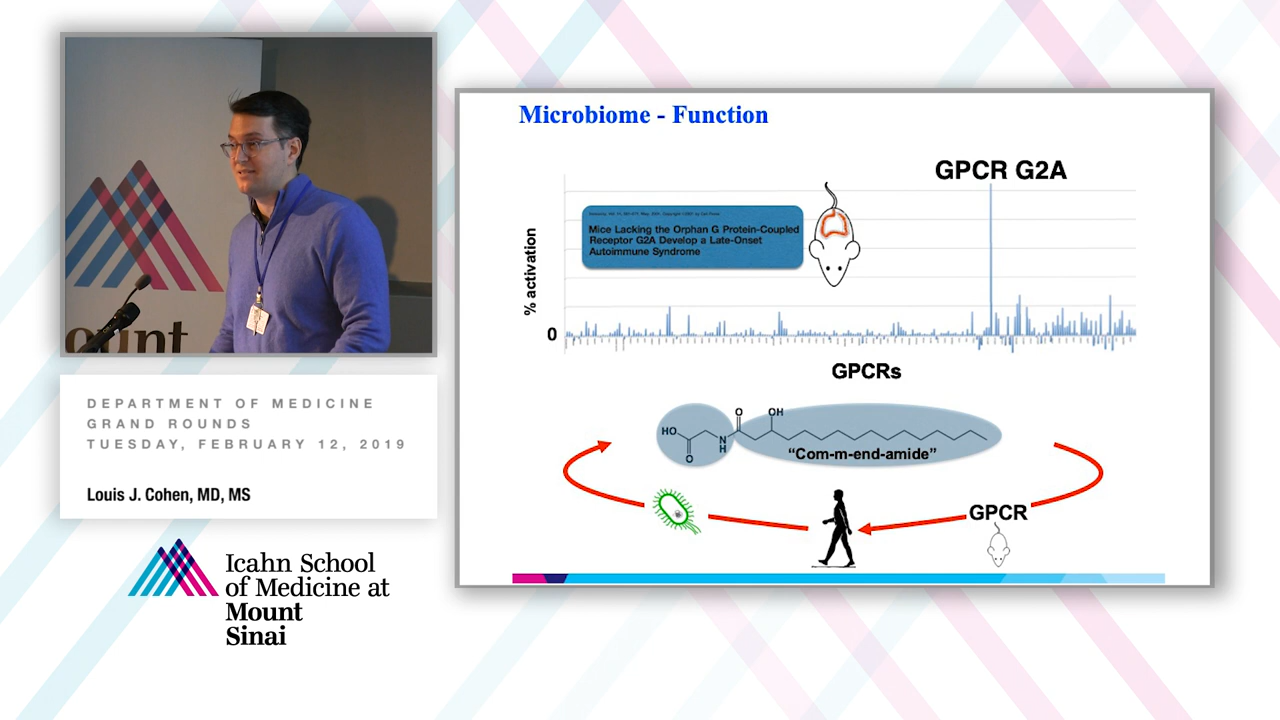 ount
DEPARTMENT OF MEDICINE
GRAND ROUNDS
TUESDAY, FEBRUARY 12, 2019
Louis J. Cohen, MD, MS
Icahn School
of Medicine at
Mount
Sinai
Microbiome - Function
GPCR G2A
Mice Lacking the Orphan G Protein-Coupled
Receptor G2A Develop a Late-Onset
Autoimmune Syndrome
% activation
0
GPCRs
O
OH
HO
N
H
O
“Com-m-end-amide”
GPCR